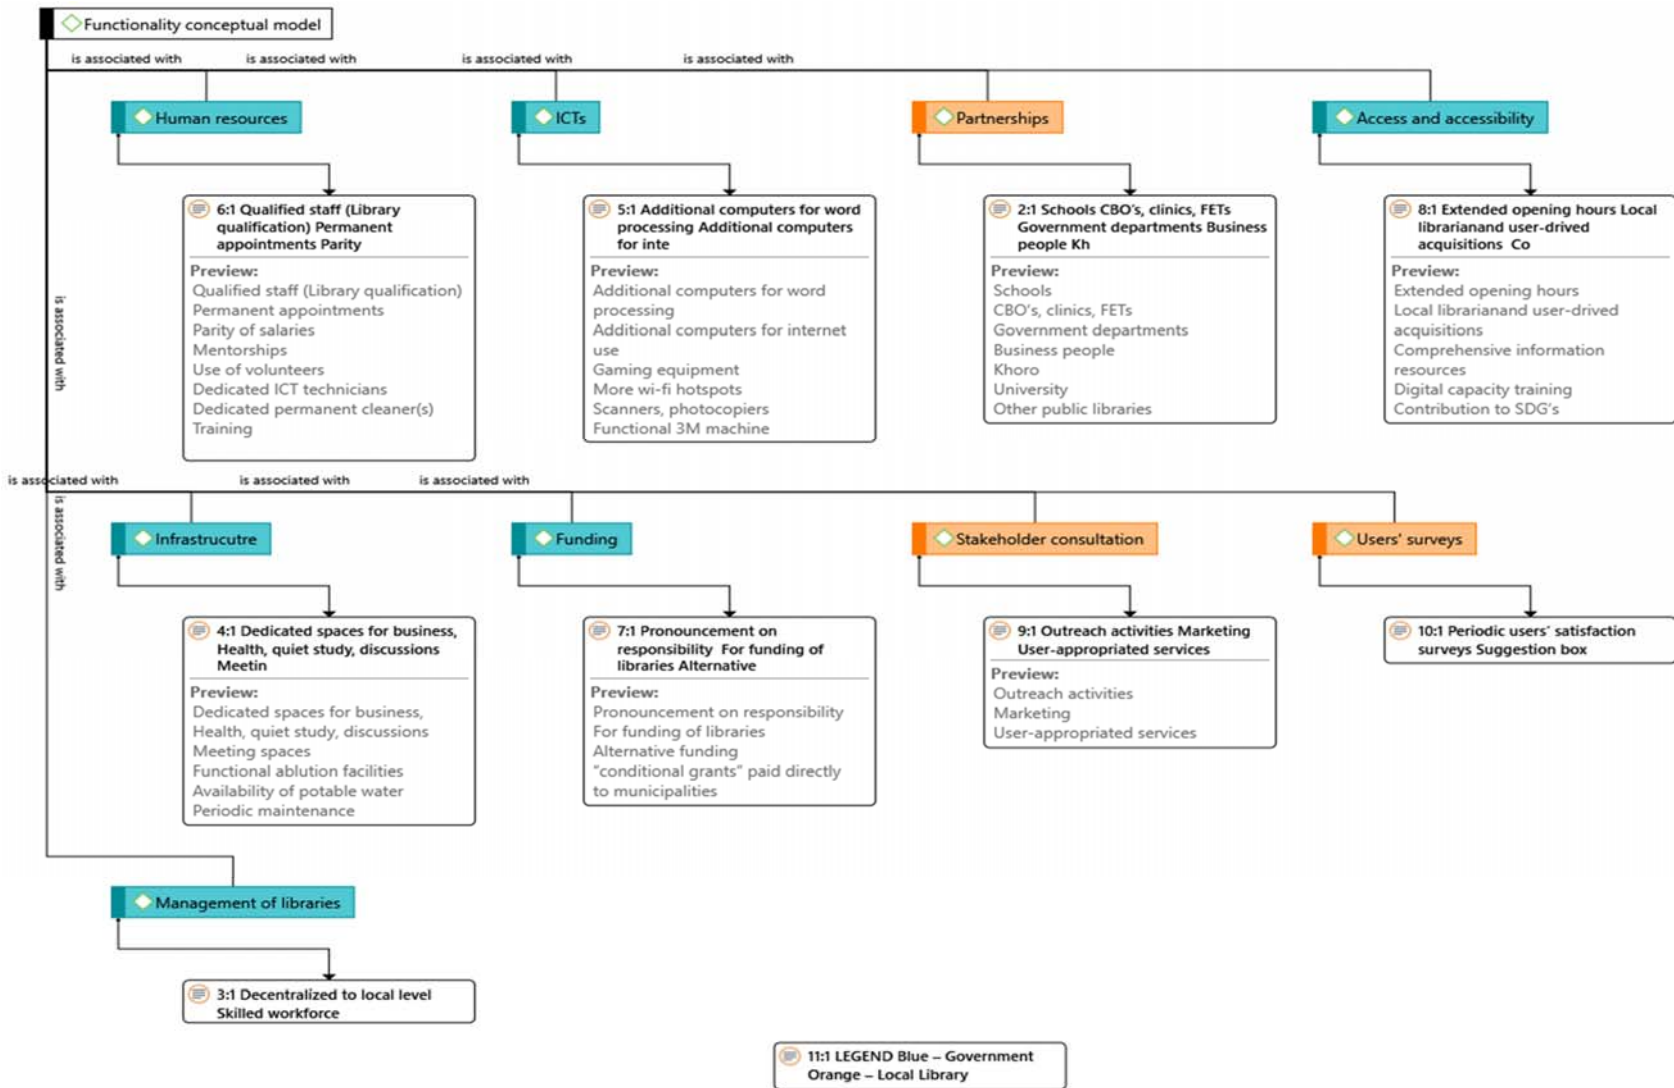 Functionality conceptual model
is associated with
is associated with
is associated with
is associated with
Human resources
ICTs
Partnerships
Access and accessibility
6:1 Qualified staff (Library
qualification) Permanent
appointments Parity
Preview:
Qualified staff (Library qualification)
Permanent appointments
Parity of salaries
Mentorships
Use of volunteers
Dedicated ICT technicians
Dedicated permanent cleaner(s)
Training
5:1 Additional computers for word
processing Additional computers
for inte
Preview:
Additional computers for word
processing
Additional computers for internet
use
Gaming equipment
More wi-fi hotspots
Scanners, photocopiers
Functional 3M machine
2:1 Schools CBO's, clinics, FETs
Government departments Business
people Kh
Preview:
Schools
CBO's, clinics, FETs
Government departments
Business people
Khoro
University
Other public libraries
8:1 Extended opening hours Local
librarianand user-drived
acquisitions Co
Preview:
Extended opening hours
Local librarianand user-drived
acquisitions
Comprehensive information
resources
Digital capacity training
Contribution to SDG's
is associated with
is associated with
is associated with
is associated with
is associated with
Infrastrucutre
Funding
Stakeholder consultation
Users' surveys
4:1 Dedicated spaces for business,
Health, quiet study, discussions
Meetin
Preview:
Dedicated spaces for business,
Health, quiet study, discussions
Meeting spaces
Functional ablution facilities
Availability of potable water
Periodic maintenance
7:1 Pronouncement on
responsibility For funding of
libraries Alternative
Preview:
Pronouncement on responsibility
For funding of libraries
Alternative funding
"conditional grants" paid directly
to municipalities
9:1 Outreach activities Marketing
User-appropriated services
Preview:
Outreach activities
Marketing
User-appropriated services
10:1 Periodic users' satisfaction
surveys Suggestion box
Management of libraries
3:1 Decentralized to local level
Skilled workforce
11:1 LEGEND Blue – Government
Orange – Local Library